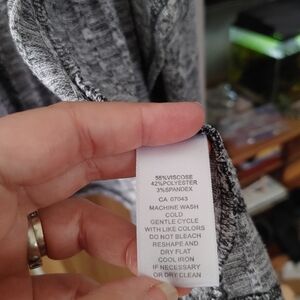 55%VISCOSE
42%POLYESTER
3%SPANDEX
CA: 07043
MACHINE WASH
COLD
GENTLE CYCLE
WITH LIKE COLORS
DO NOT BLEACH
RESHAPE AND
DRY FLAT
COOL IRON
IF NECESSARY
OR DRY CLEAN